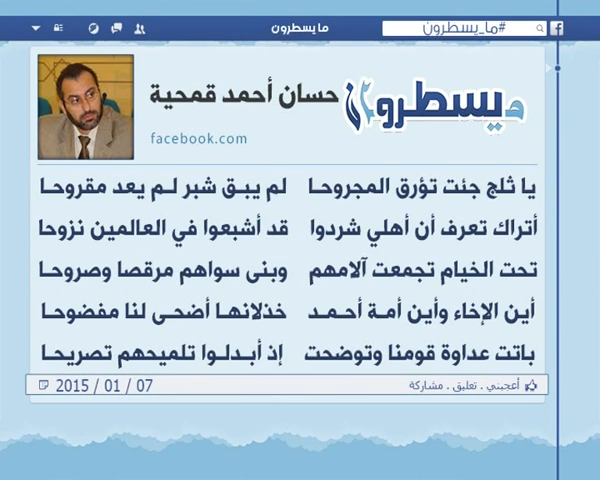 ما يسطرون
#ما_يسطرون
حسان أحمد قمحية
ما يسطرون
facebook.com
يا ثلج جئت تؤرق المجروحا لم يبق شبر لم يعد مقروحا
أتراك تعرف أن أهلي شردوا قد أشبعوا في العالمين نزوحا
تحت الخيام تجمعت آلامهم وبنى سواهم مرقصا وصروحا
أين الإخاء وأين أمة أحمد خذلانها أضحى لنا مفضوحا
باتت عداوة قومنا وتوضحت إذ أبدلوا تلميحهم تصريحا
أعجبني . تعليق . مشاركة
2015 / 01 / 07